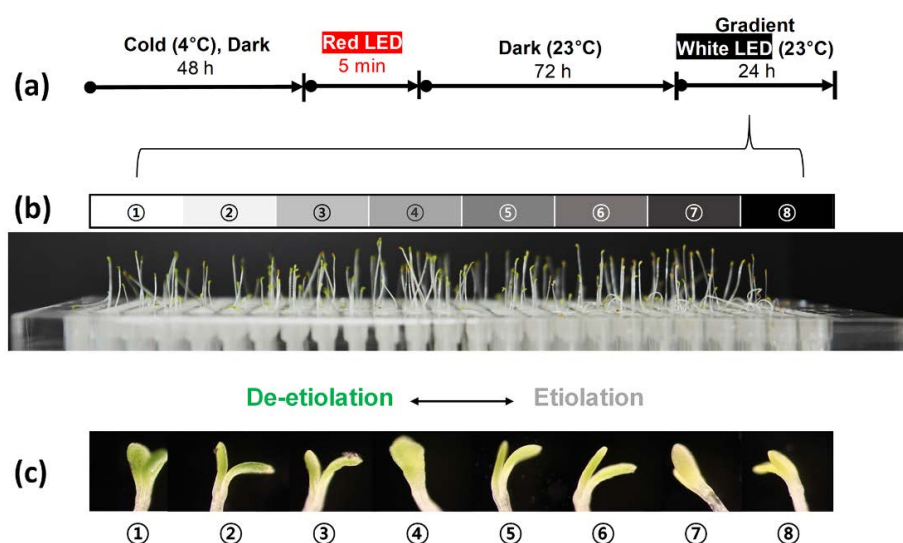 (a)
Cold (4°C), Dark
48 h
Red LED
5 min
Dark (23°C)
72 h
Gradient
White LED (23°C)
24 h
(b)
① ② ③ ④ ⑤ ⑥ ⑦ ⑧
De-etiolation Etiolation
(c)
① ② ③ ④ ⑤ ⑥ ⑦ ⑧